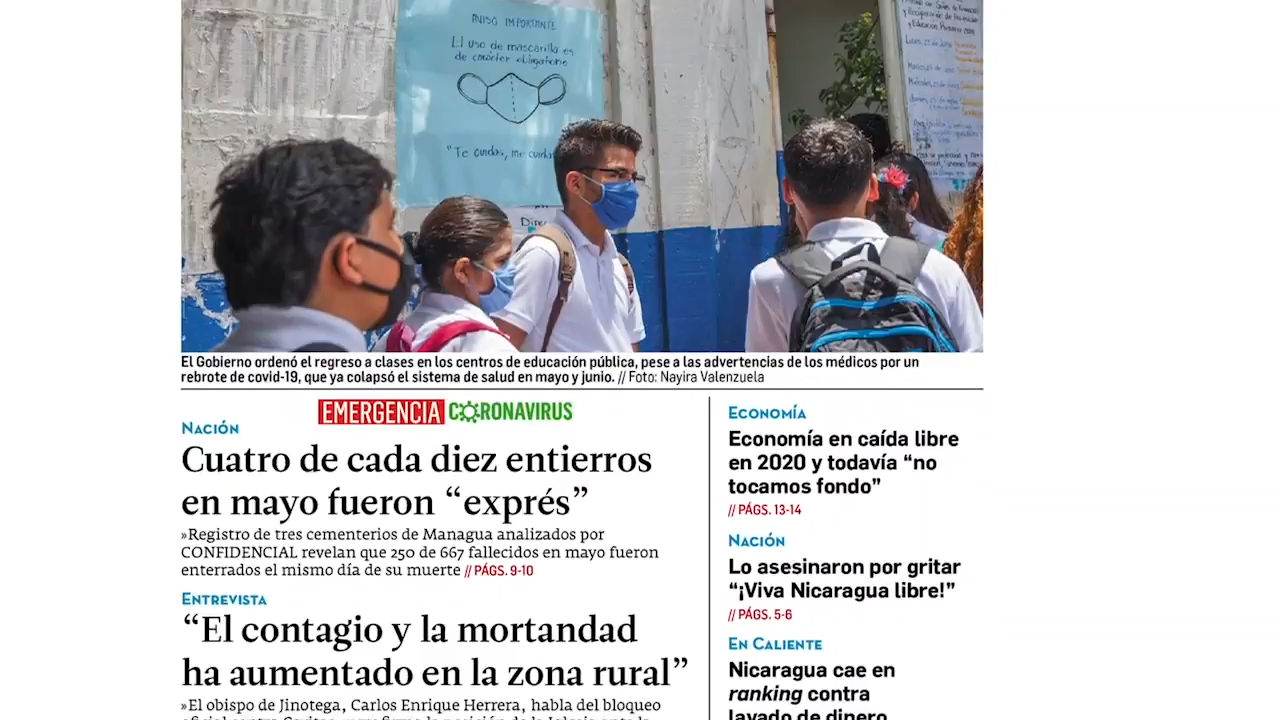 AVISO IMPORTANTE
El uso de mascarilla es
de carácter obligatorio
"Te cuidas, me cuidas
El Gobierno ordenó el regreso a clases en los centros de educación pública, pese a las advertencias de los médicos por un
rebrote de covid-19, que ya colapsó el sistema de salud en mayo y junio. // Foto: Nayira Valenzuela
EMERGENCIA CORONAVIRUS
NACIÓN
Cuatro de cada diez entierros
en mayo fueron “exprés”
»Registro de tres cementerios de Managua analizados por
CONFIDENCIAL revelan que 250 de 667 fallecidos en mayo fueron
enterrados el mismo día de su muerte // PÁGS. 9-10
ENTREVISTA
“El contagio y la mortandad
ha aumentado en la zona rural”
»El obispo de Jinotega, Carlos Enrique Herrera, habla del bloqueo
ECONOMÍA
Economía en caída libre
en 2020 y todavía “no
tocamos fondo”
// PÁGS. 13-14
NACIÓN
Lo asesinaron por gritar
“¡Viva Nicaragua libre!”
// PÁGS. 5-6
EN CALIENTE
Nicaragua cae en
ranking contra
lavado de dinero